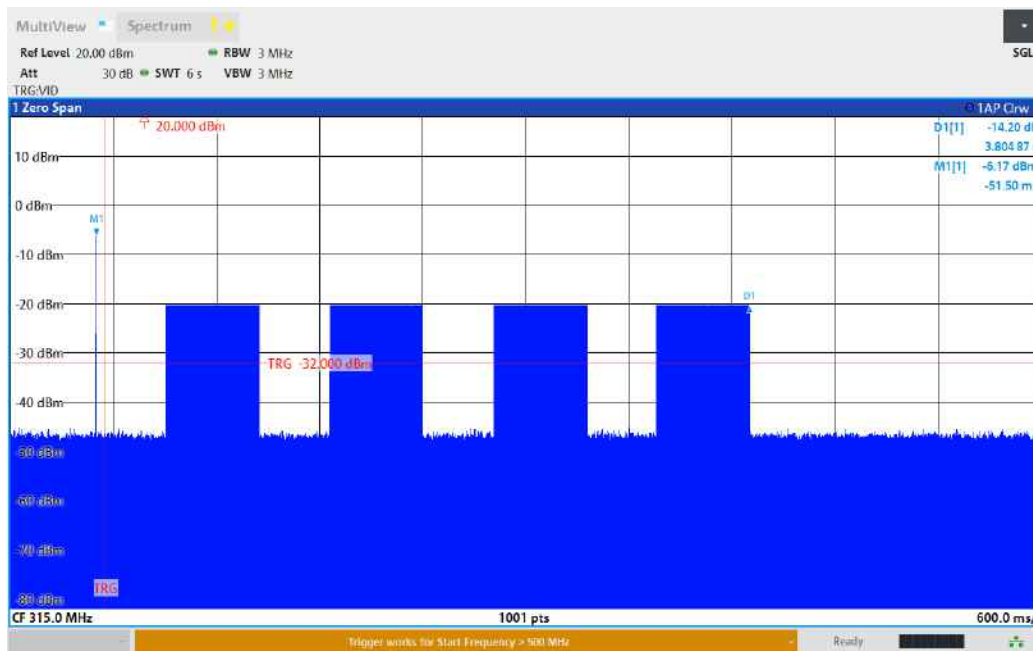 MultiView Spectrum
Ref Level 20.00 dBm RBW 3 MHz SGL
Att 30 dB SWT 6 s VBW 3 MHz
TRG:VID
1 Zero Span 1AP Clrw
20.000 dBm D1[1] -14.20 d
3.804 87
10 dBm M1[1] -6.17 dBm
-51.50 m
0 dBm
M1
-10 dBm
-20 dBm D1
-30 dBm
TRG -32.000 dBm
-40 dBm
-50 dBm
-60 dBm
-70 dBm
TRG
-80 dBm
CF 315.0 MHz 1001 pts 600.0 ms/
Trigger works for Start Frequency > 500 MHz Ready